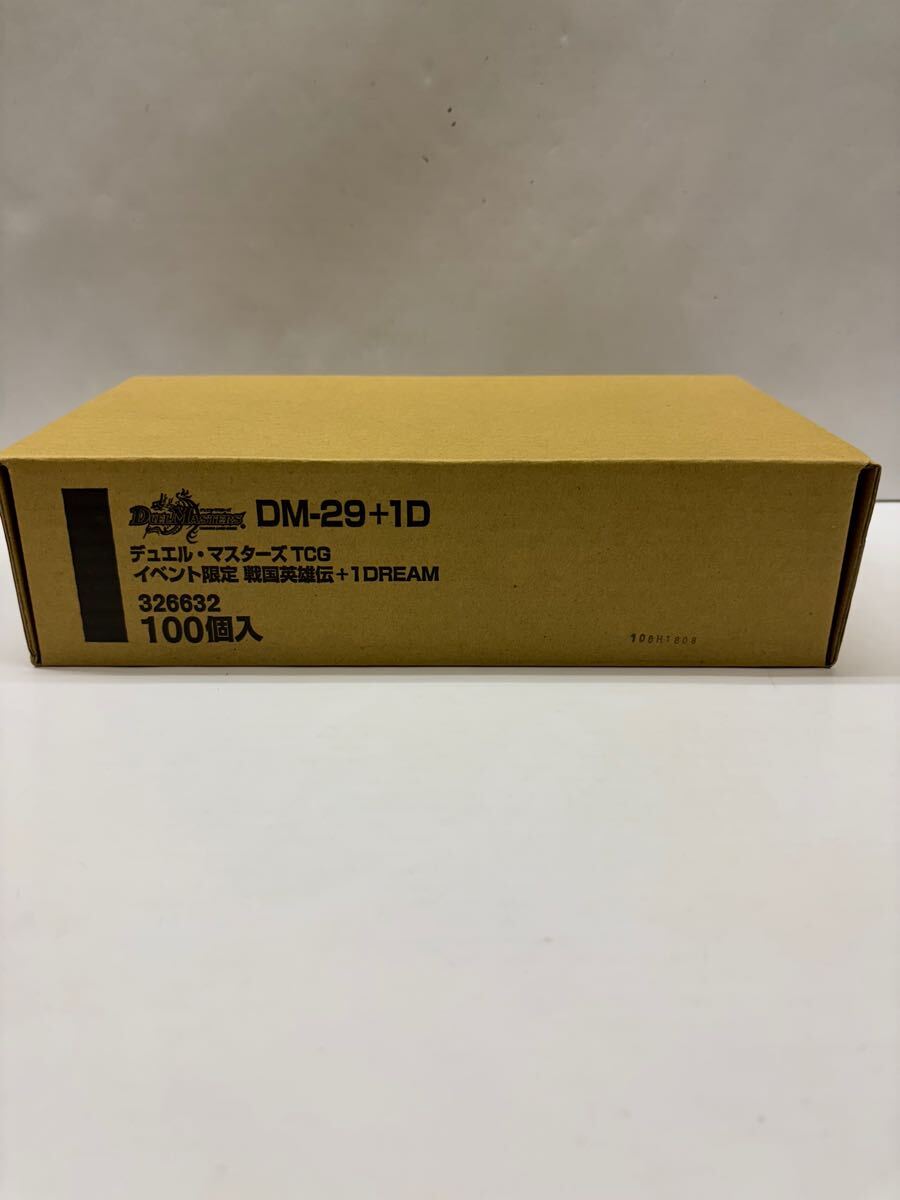 DUEL MASTERS DM-29+1D
デュエル・マスターズ TCG
イベント限定 戦国英雄伝+1DREAM
326632
100個入
106H1808